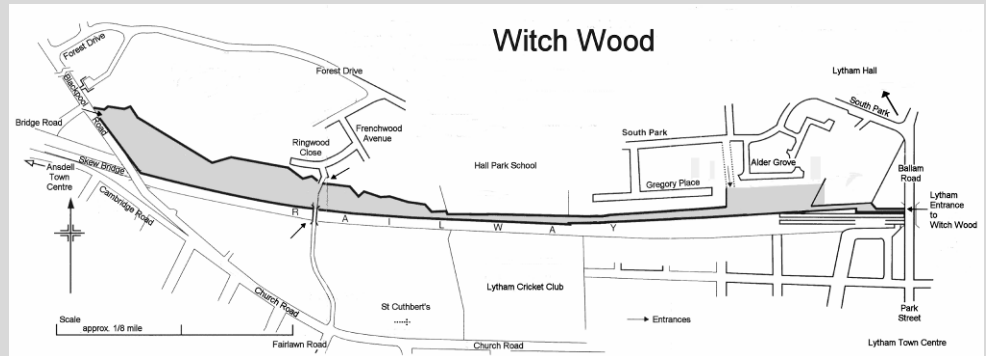 Witch Wood
Forest Drive
Blackpool
Road
Forest Drive
Lytham Hall
South Park
Bridge Road
Frenchwood
Avenue
Ringwood
Close
South Park
Alder Grove
Hall Park School
Skew Bridge
Ansdell
Town
Centre
Ballam
Road
Gregory Place
Cambridge Road
Lytham
Entrance
to
Witch Wood
R A I L W A Y
Church Road
St Cuthbert's
Lytham Cricket Club
Entrances
Park
Street
Scale
approx. 1/8 mile
Fairlawn Road
Church Road
Lytham Town Centre